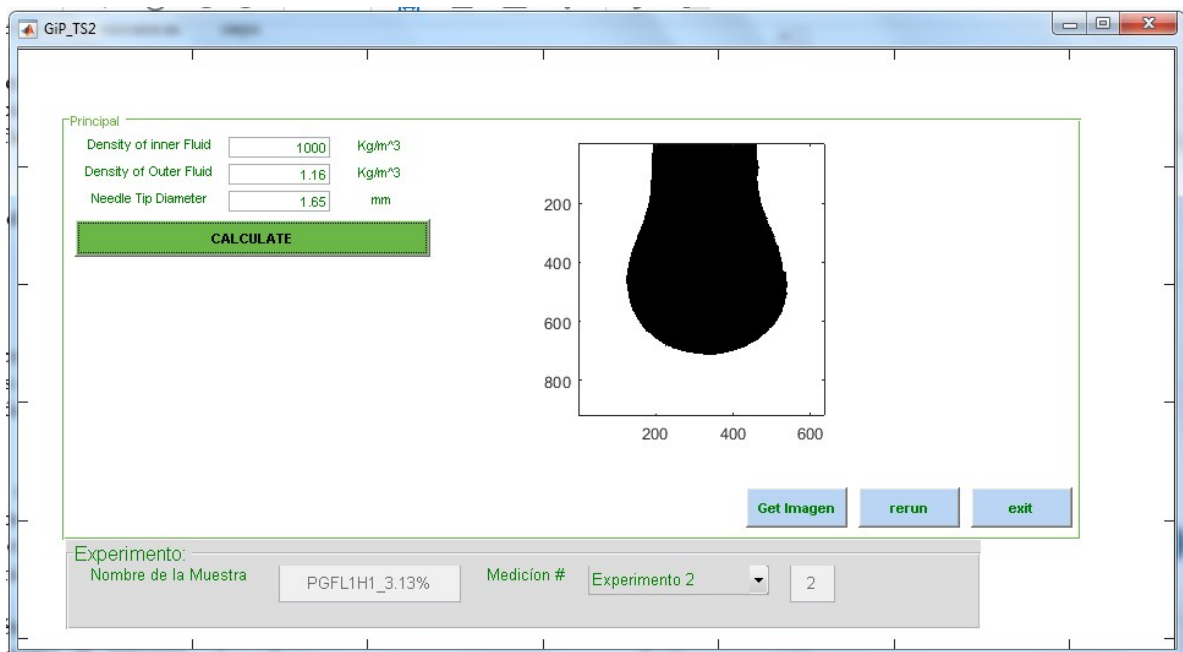 GiP_TS2
Principal
Density of inner Fluid 1000 Kg/m^3
Density of Outer Fluid 1.16 Kg/m^3
Needle Tip Diameter 1.65 mm
CALCULATE
200
400
600
800
200 400 600
Get Imagen rerun exit
Experimento:
Nombre de la Muestra PGFL1H1_3.13% Medicíon # Experimento 2 2